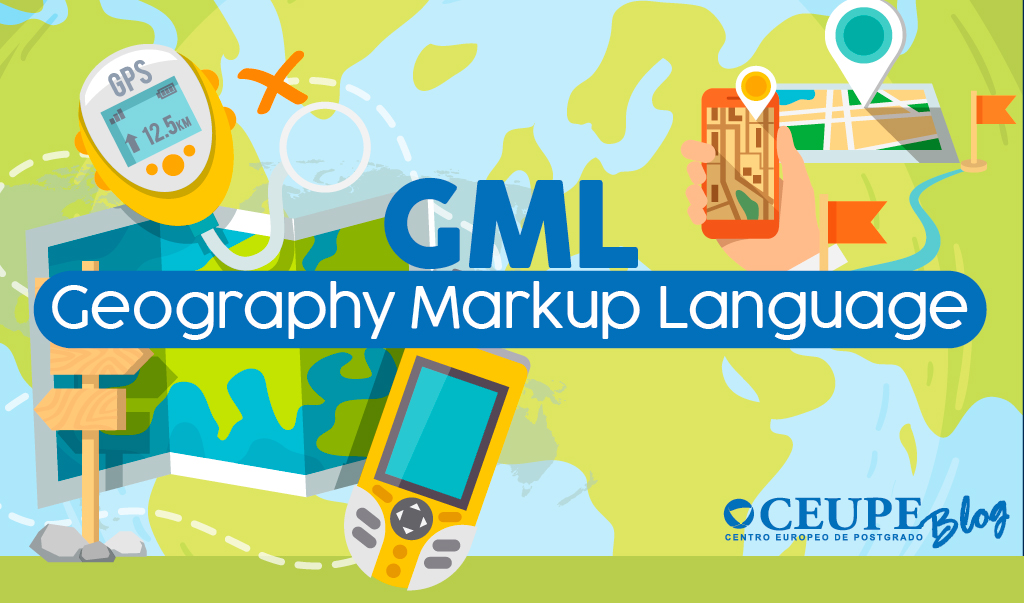 GPS
12.5KM
GML
Geography Markup Language
CEUPE Blog
CENTRO EUROPEO DE POSTGRADO